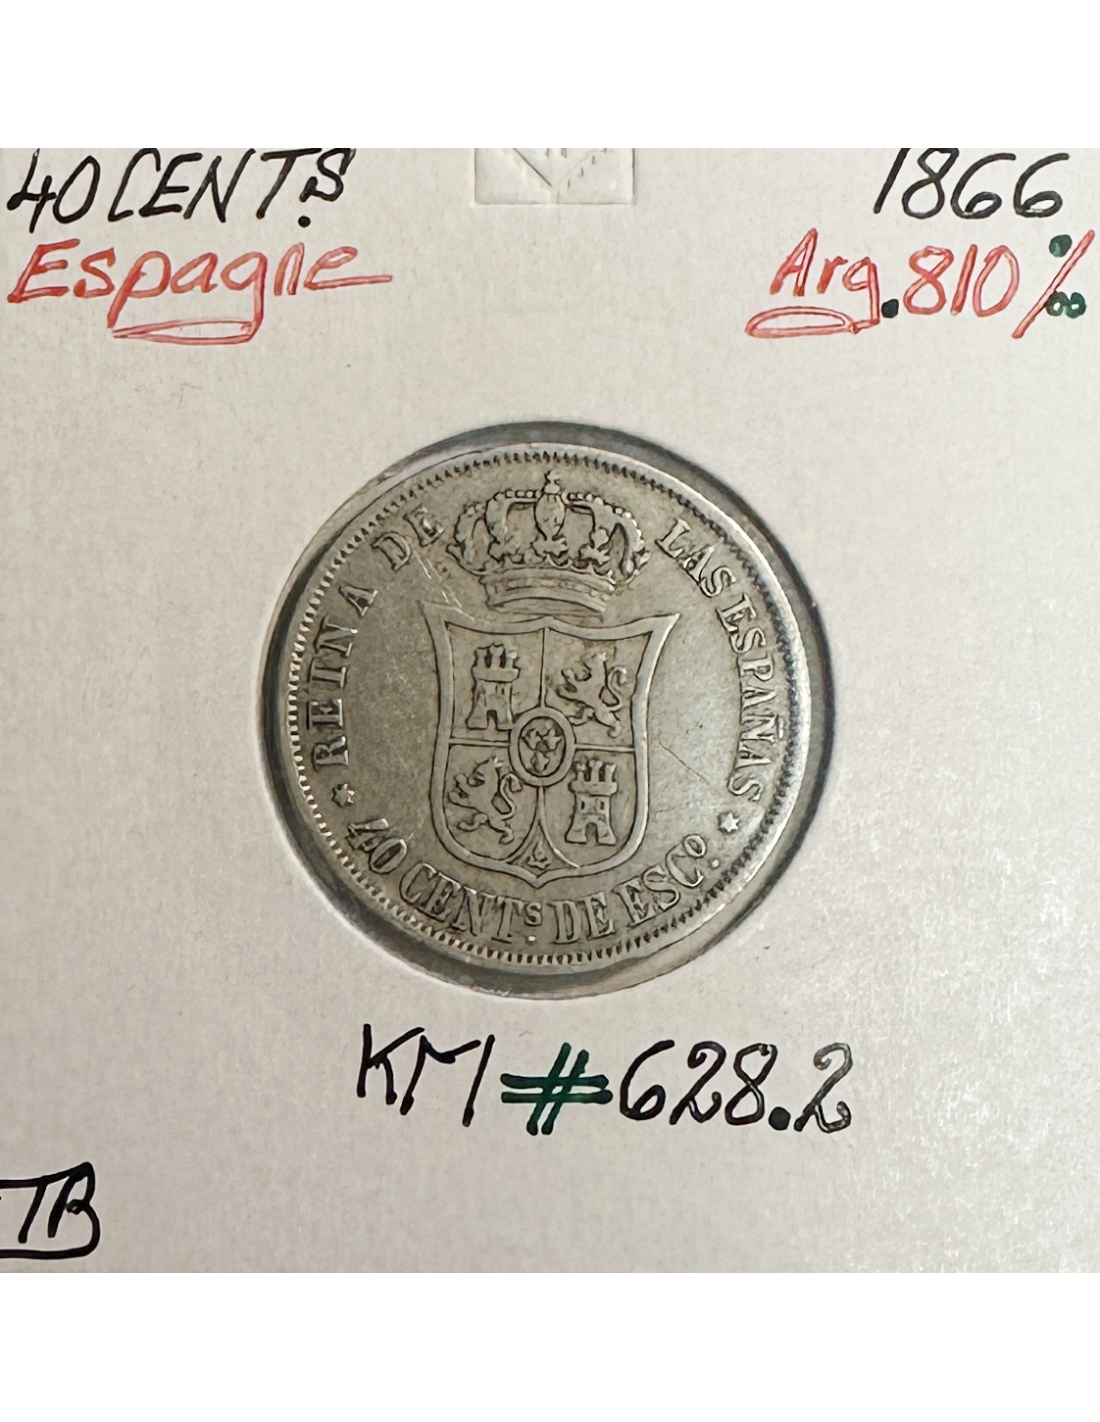 40 CENTS 1866
Espagne Arg. 810 ‰
REINA DE LAS ESPAÑAS
40 CENTS. DE ESCO.
KM # 628.2
TB